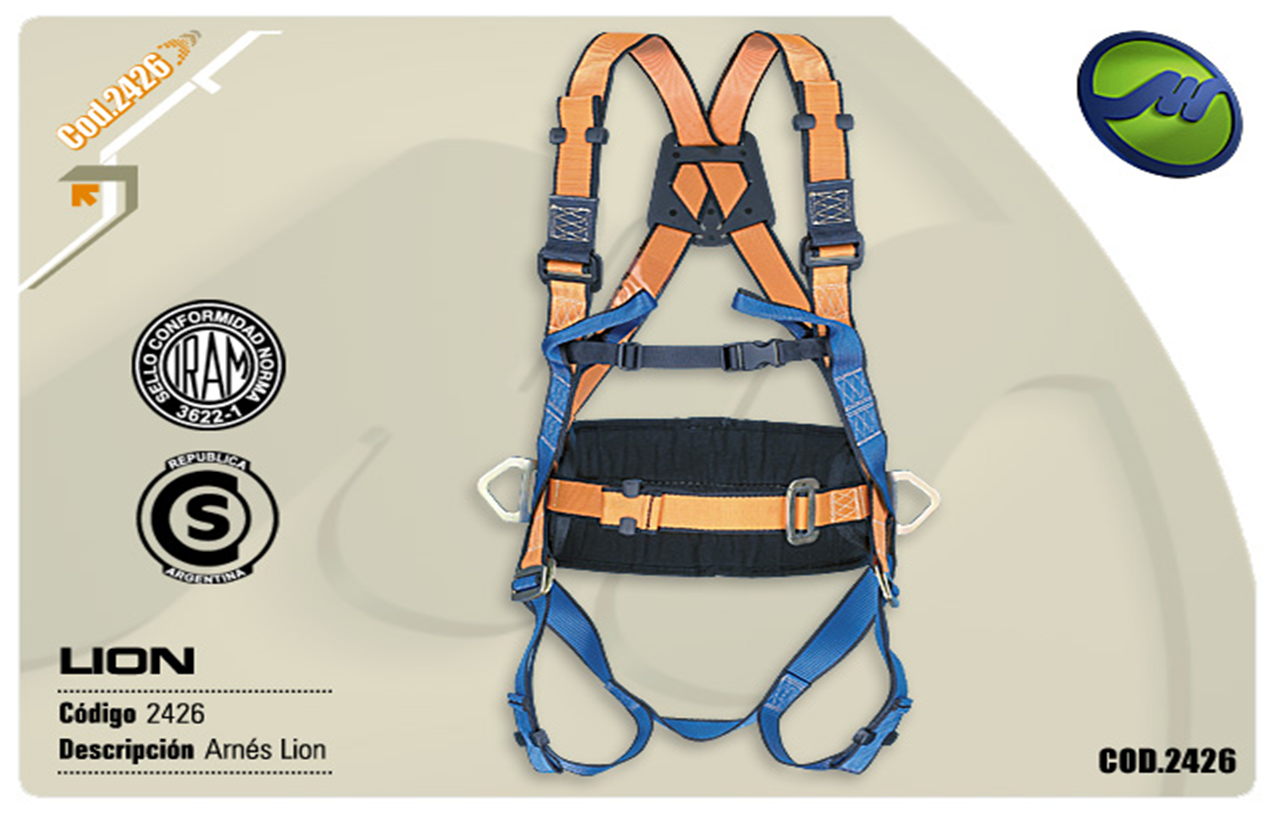 Cod.2426
SELLO CONFORMIDAD NORMA
IRAM
3622-1
REPUBLICA
S
ARGENTINA
LION
Código 2426
Descripción Arnés Lion
COD.2426